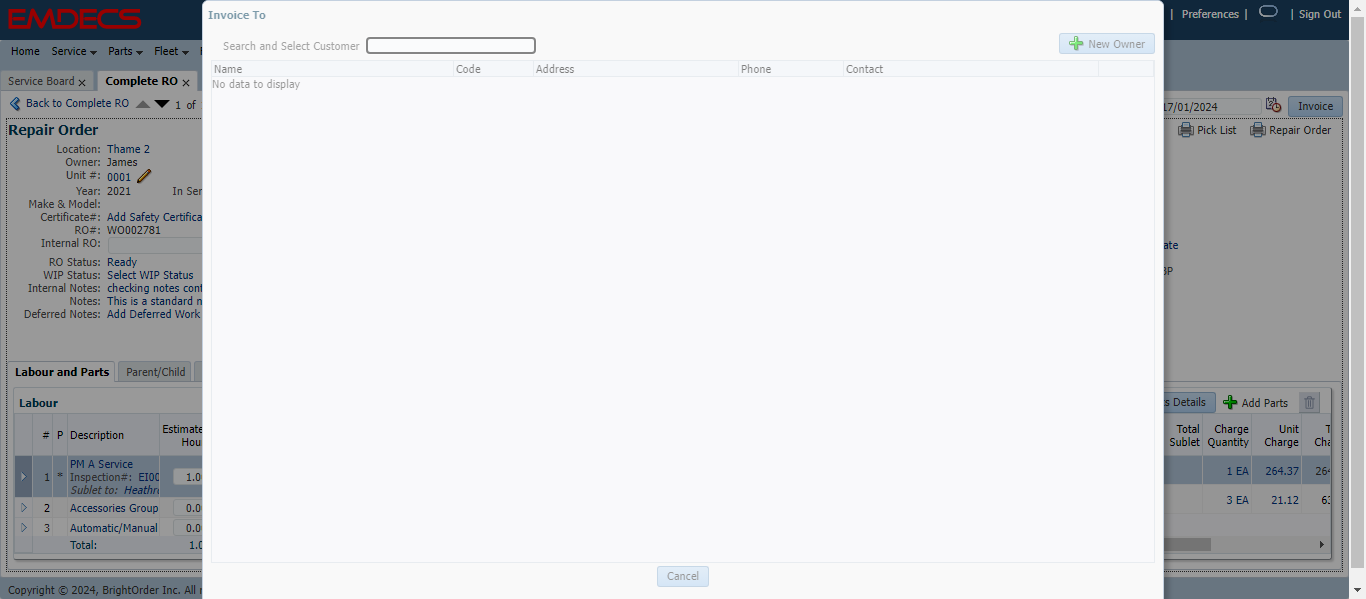 EMDECS
| Preferences | | Sign Out
Home Service Parts Fleet
Service Board x Complete RO x
Back to Complete RO 1 of
17/01/2024 Invoice
Pick List Repair Order
Repair Order
Location: Thame 2
Owner: James
Unit #: 0001
Year: 2021 In Ser
Make & Model:
Certificate#: Add Safety Certifica
RO#: WO002781
Internal RO:
RO Status: Ready
WIP Status: Select WIP Status
Internal Notes: checking notes cont
Notes: This is a standard n
Deferred Notes: Add Deferred Work
Invoice To
Search and Select Customer
New Owner
Name Code Address Phone Contact
No data to display
Cancel
ate
BP
Labour and Parts Parent/Child
Labour
# P Description Estimate
Hou
1 * PM A Service
Inspection#: EI00
Sublet to: Heathr
1.0
2 Accessories Group 0.0
3 Automatic/Manual 0.0
Total: 1.0
s Details Add Parts
Total
Sublet
Charge
Quantity
Unit
Charge
T
Cha
1 EA 264.37 264
3 EA 21.12 63
Copyright © 2024, BrightOrder Inc. All r